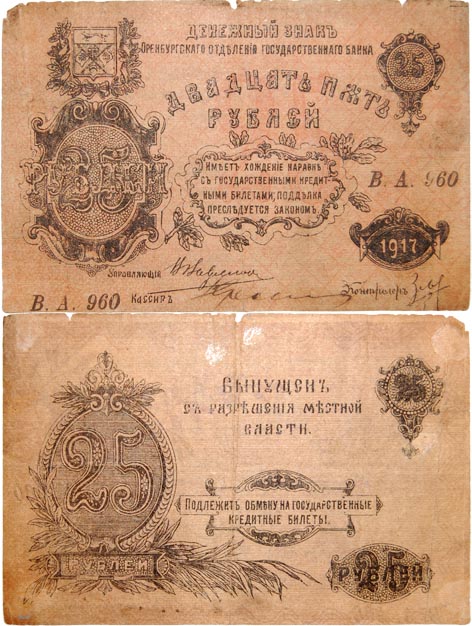 ДЕНЕЖНЫЙ ЗНАКЪ
ОРЕНБУРГСКАГО ОТДѢЛЕНІЯ ГОСУДАРСТВЕННАГО БАНКА
25
ДВАДЦАТЬ ПЯТЬ
РУБЛЕЙ
25
РУБЛЕЙ
ИМѢЕТЪ ХОЖДЕНІЕ НАРАВНѢ
СЪ ГОСУДАРСТВЕННЫМИ КРЕДИТ-
НЫМИ БИЛЕТАМИ, ПОДДѢЛКА
ПРЕСЛѢДУЕТСЯ ЗАКОНОМЪ.
В. А. 960
1917
УПРАВЛЯЮЩІЙ
В. А. 960
КАССИРЪ
Контролеръ
ВЫПУЩЕНЪ
СЪ РАЗРѢШЕНІЯ МѢСТНОЙ
ВЛАСТИ.
25
25
ПОДЛЕЖИТЪ ОБМѢНУ НА ГОСУДАРСТВЕННЫЕ
КРЕДИТНЫЕ БИЛЕТЫ.
РУБЛЕЙ
25
РУБЛЕЙ